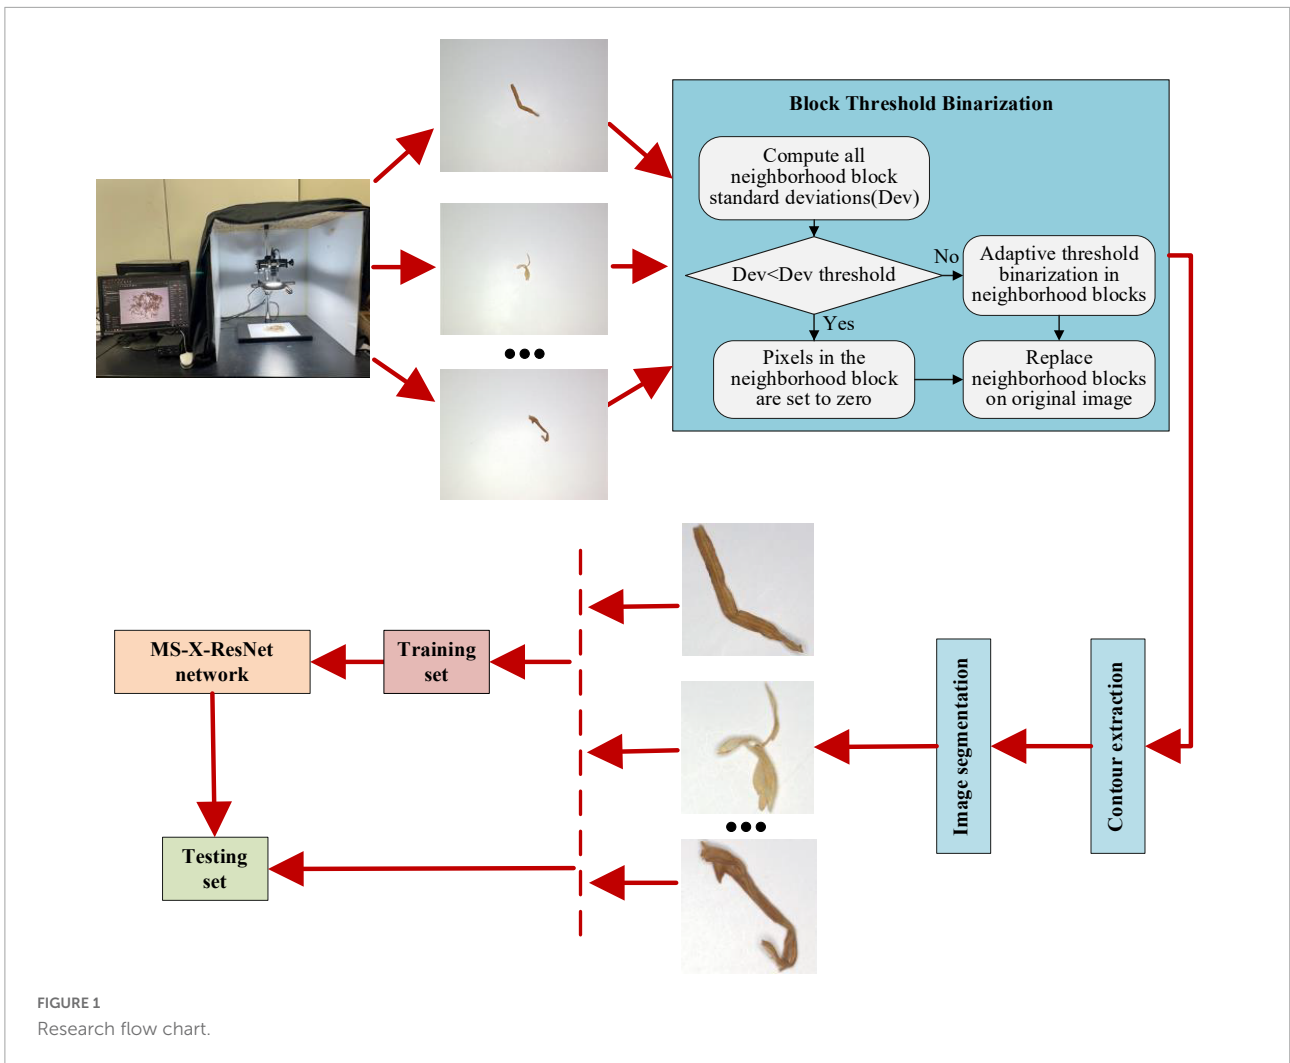 Block Threshold Binarization
Compute all
neighborhood block
standard deviations(Dev)
Dev<Dev threshold
No
Adaptive threshold
binarization in
neighborhood blocks
Yes
Pixels in the
neighborhood block
are set to zero
Replace
neighborhood blocks
on original image
MS-X-ResNet
network
Training
set
Image segmentation
Contour extraction
Testing
set
FIGURE 1
Research flow chart.